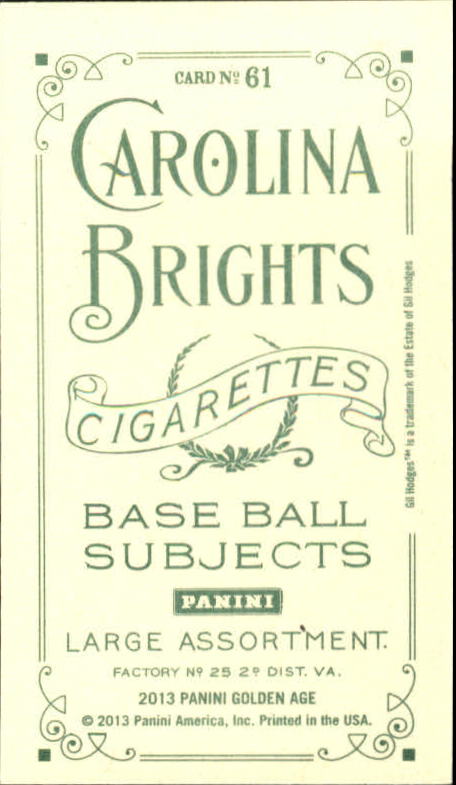 CARD Nº 61
CAROLINA
BRIGHTS
CIGARETTES
BASE BALL
SUBJECTS
PANINI
LARGE ASSORTMENT.
FACTORY Nº 25 2º DIST. VA.
2013 PANINI GOLDEN AGE
© 2013 Panini America, Inc. Printed in the USA.
Gil Hodges™ is a trademark of the Estate of Gil Hodges